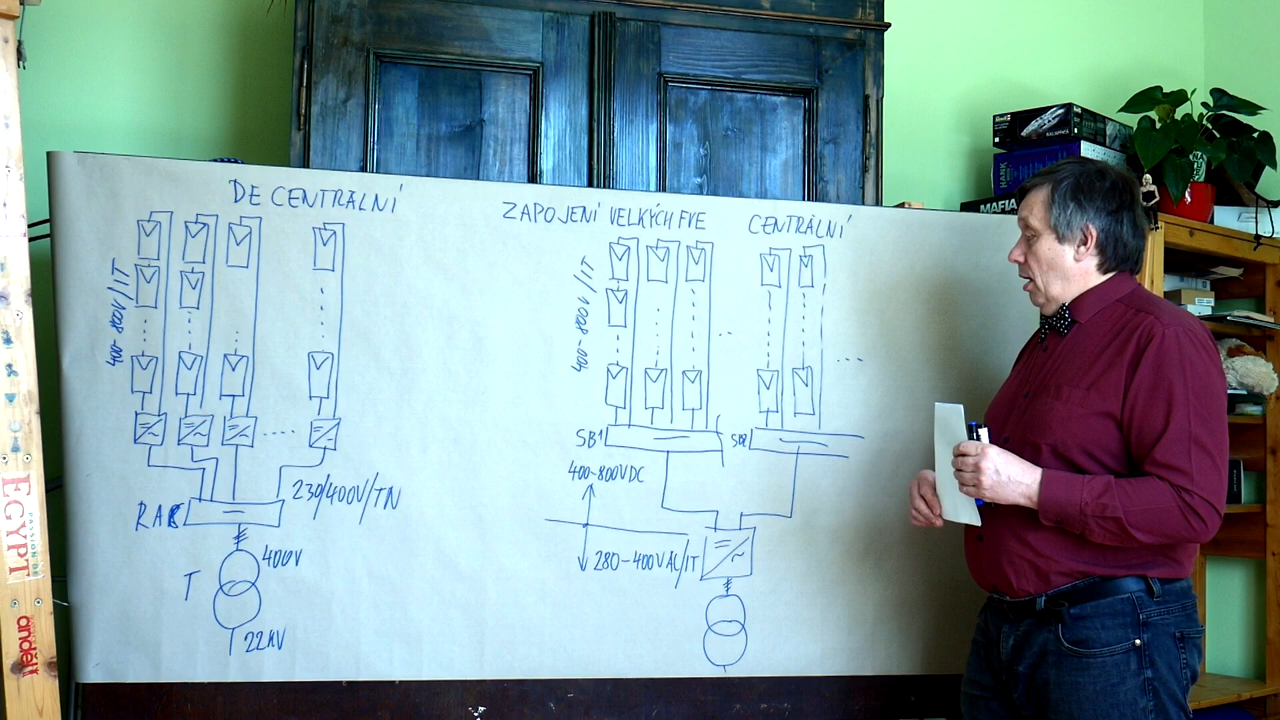 DECENTRÁLNÍ
ZAPOJENÍ VELKÝCH FVE
CENTRÁLNÍ
400-800V/IT
400-800V/IT
SB1
SB2
400-800VDC
280-400VAC/IT
230/400V/TN
400V
T
22kV
MAFIA
HANK
EGYPT
anděl